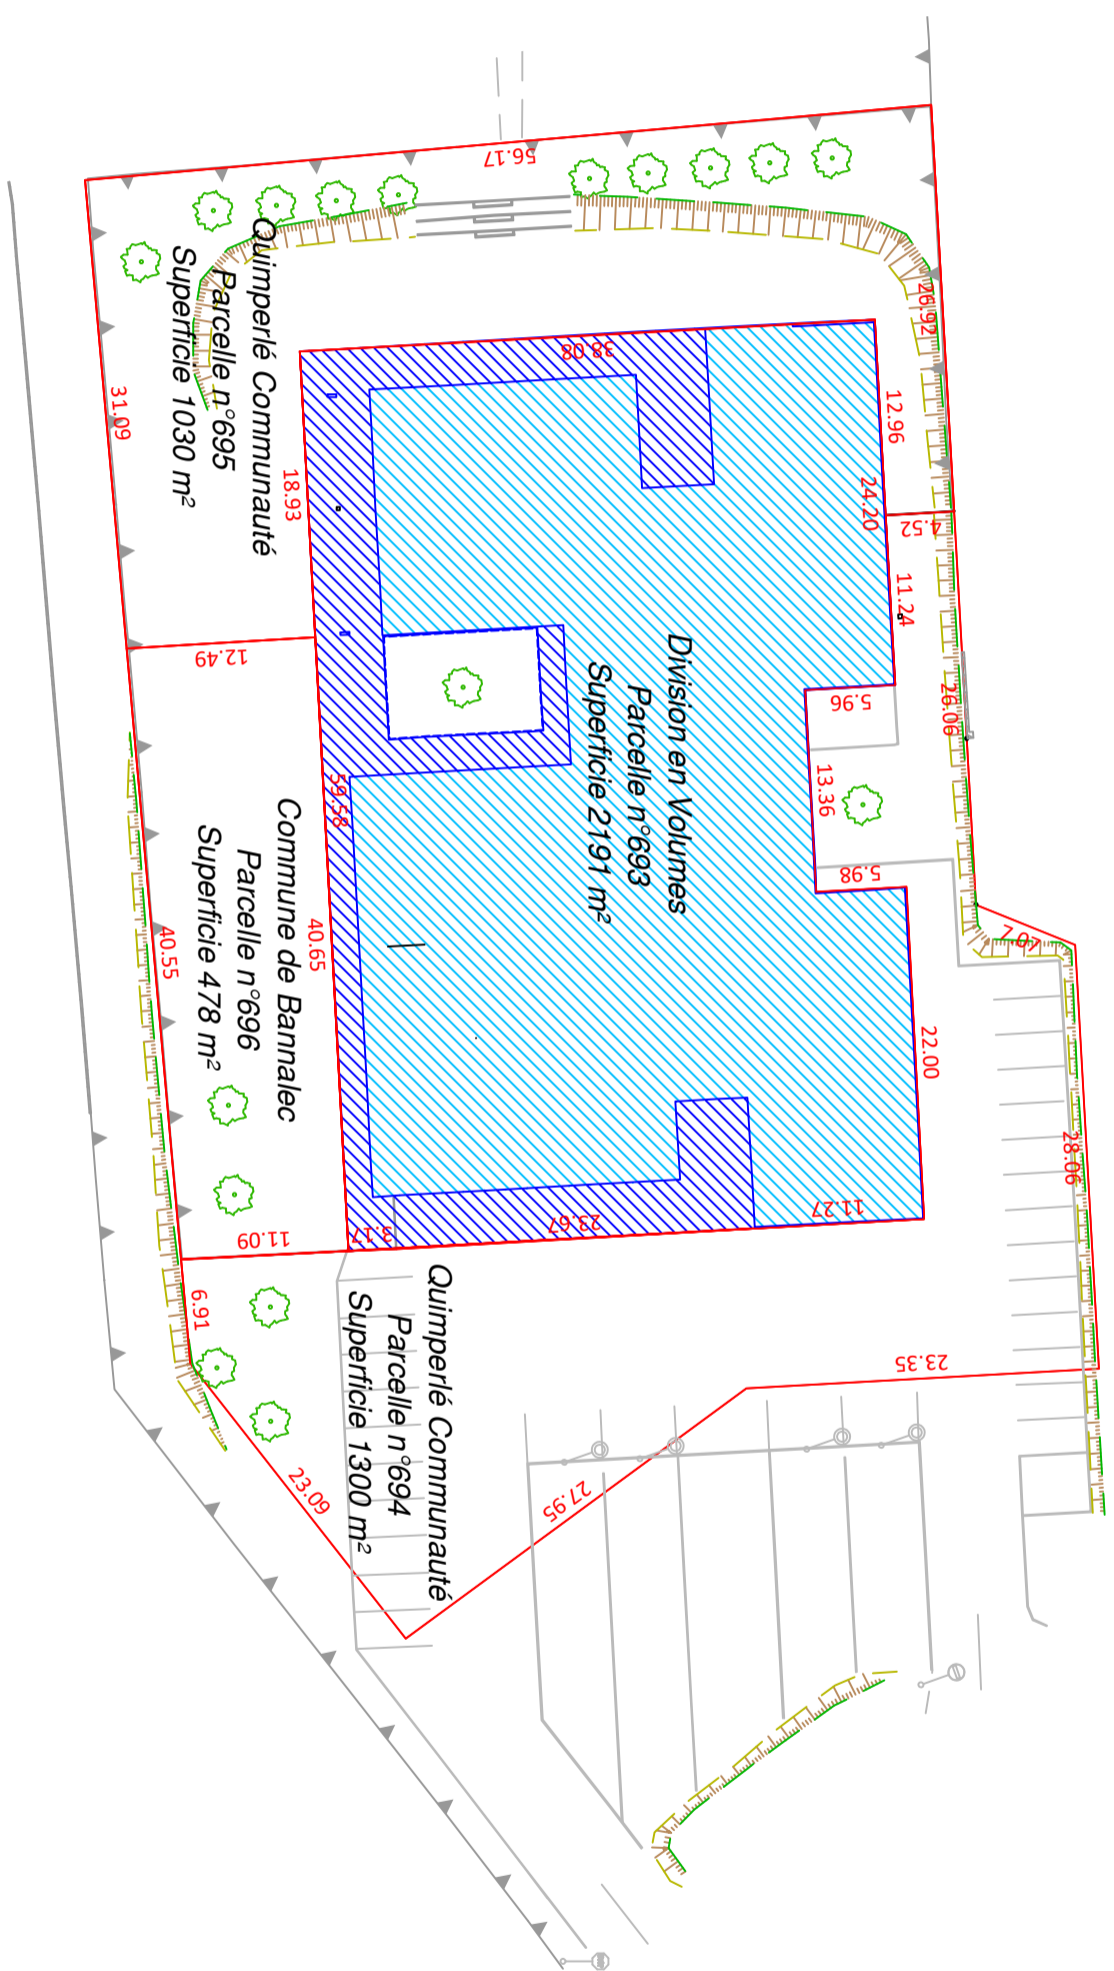 Quimperlé Communauté
Parcelle n°695
Superficie 1030 m²
Division en Volumes
Parcelle n°693
Superficie 2191 m²
Commune de Bannalec
Parcelle n°696
Superficie 478 m²
Quimperlé Communauté
Parcelle n°694
Superficie 1300 m²
56.17
26.92
38.08
12.96
24.20
4.52
31.09
18.93
11.24
12.49
5.96
26.06
13.36
59.58
5.98
7.07
40.65
40.55
22.00
28.06
11.27
23.67
3.17
11.09
6.91
23.35
23.09
27.95